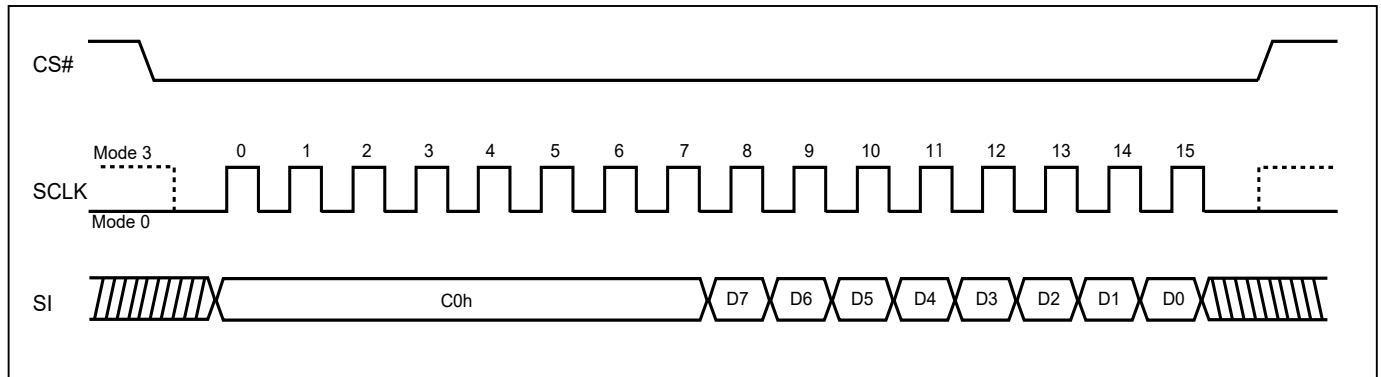 CS#
Mode 3 0 1 2 3 4 5 6 7 8 9 10 11 12 13 14 15
SCLK
Mode 0
SI C0h D7 D6 D5 D4 D3 D2 D1 D0